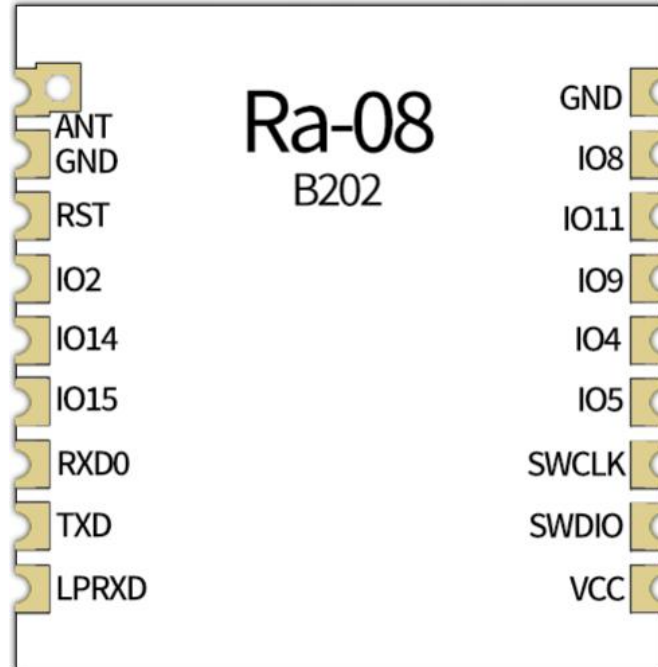 Ra-08
B202
ANT
GND
RST
IO2
IO14
IO15
RXD0
TXD
LPRXD
GND
IO8
IO11
IO9
IO4
IO5
SWCLK
SWDIO
VCC